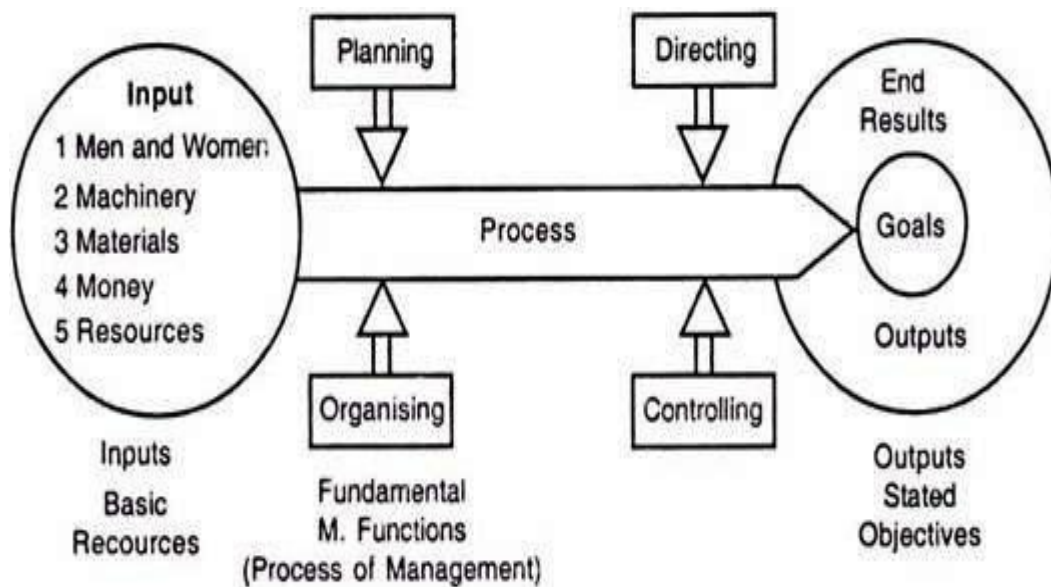 Planning
Directing
Input
1 Men and Women
2 Machinery
3 Materials
4 Money
5 Resources
Process
End
Results
Goals
Outputs
Organising
Controlling
Inputs
Basic
Recources
Fundamental
M. Functions
(Process of Management)
Outputs
Stated
Objectives